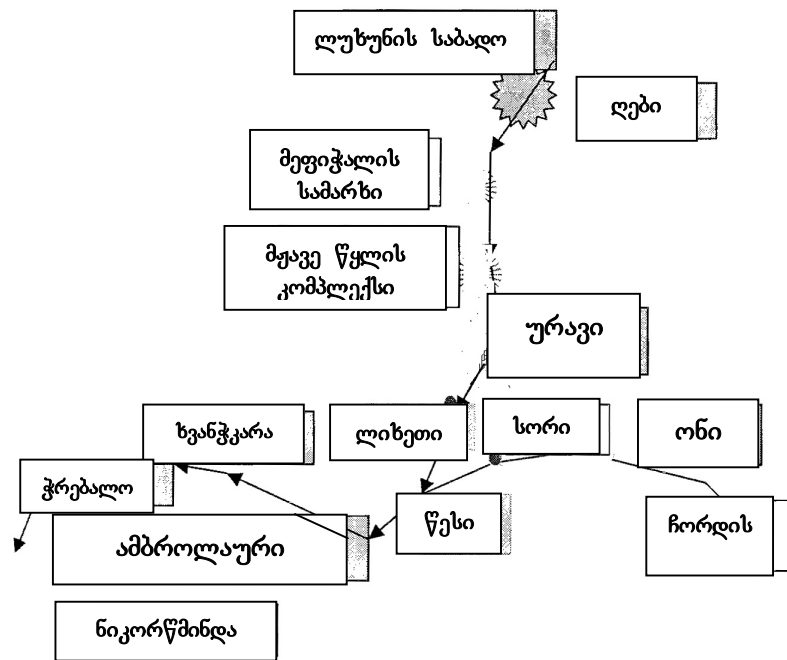 ლუხუნის საბადო
ღები
მეფიჭალის
სამარხი
მჟავე წყლის
კომპლექსი
ურავი
ხვანჭკარა
ლიხეთი
სორი
ონი
ჭრებალო
წესი
ჩორდის
ამბროლაური
ნიკორწმინდა